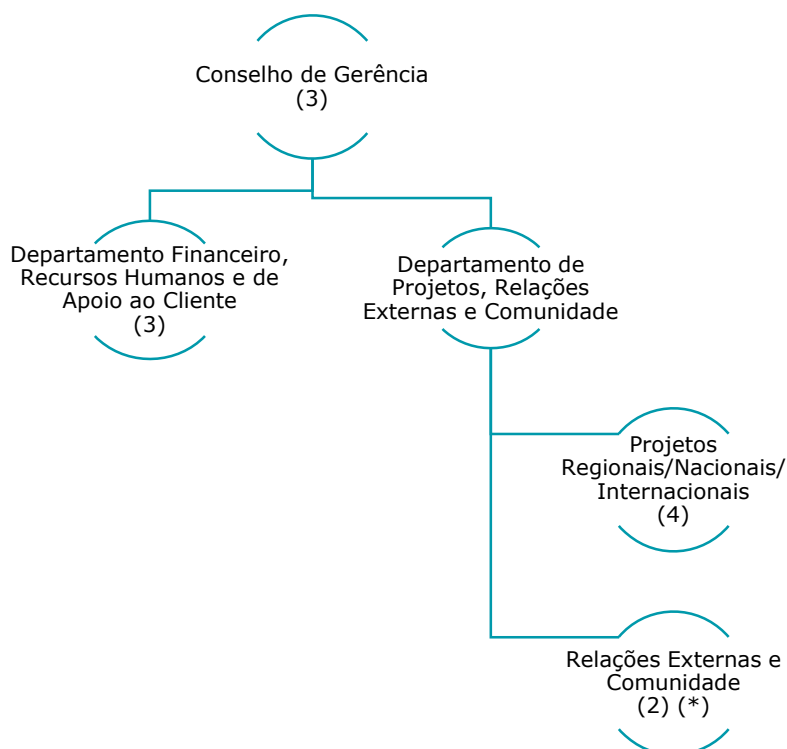 Conselho de Gerência
(3)
Departamento Financeiro,
Recursos Humanos e de
Apoio ao Cliente
(3)
Departamento de
Projetos, Relações
Externas e Comunidade
Projetos
Regionais/Nacionais/
Internacionais
(4)
Relações Externas e
Comunidade
(2) (*)